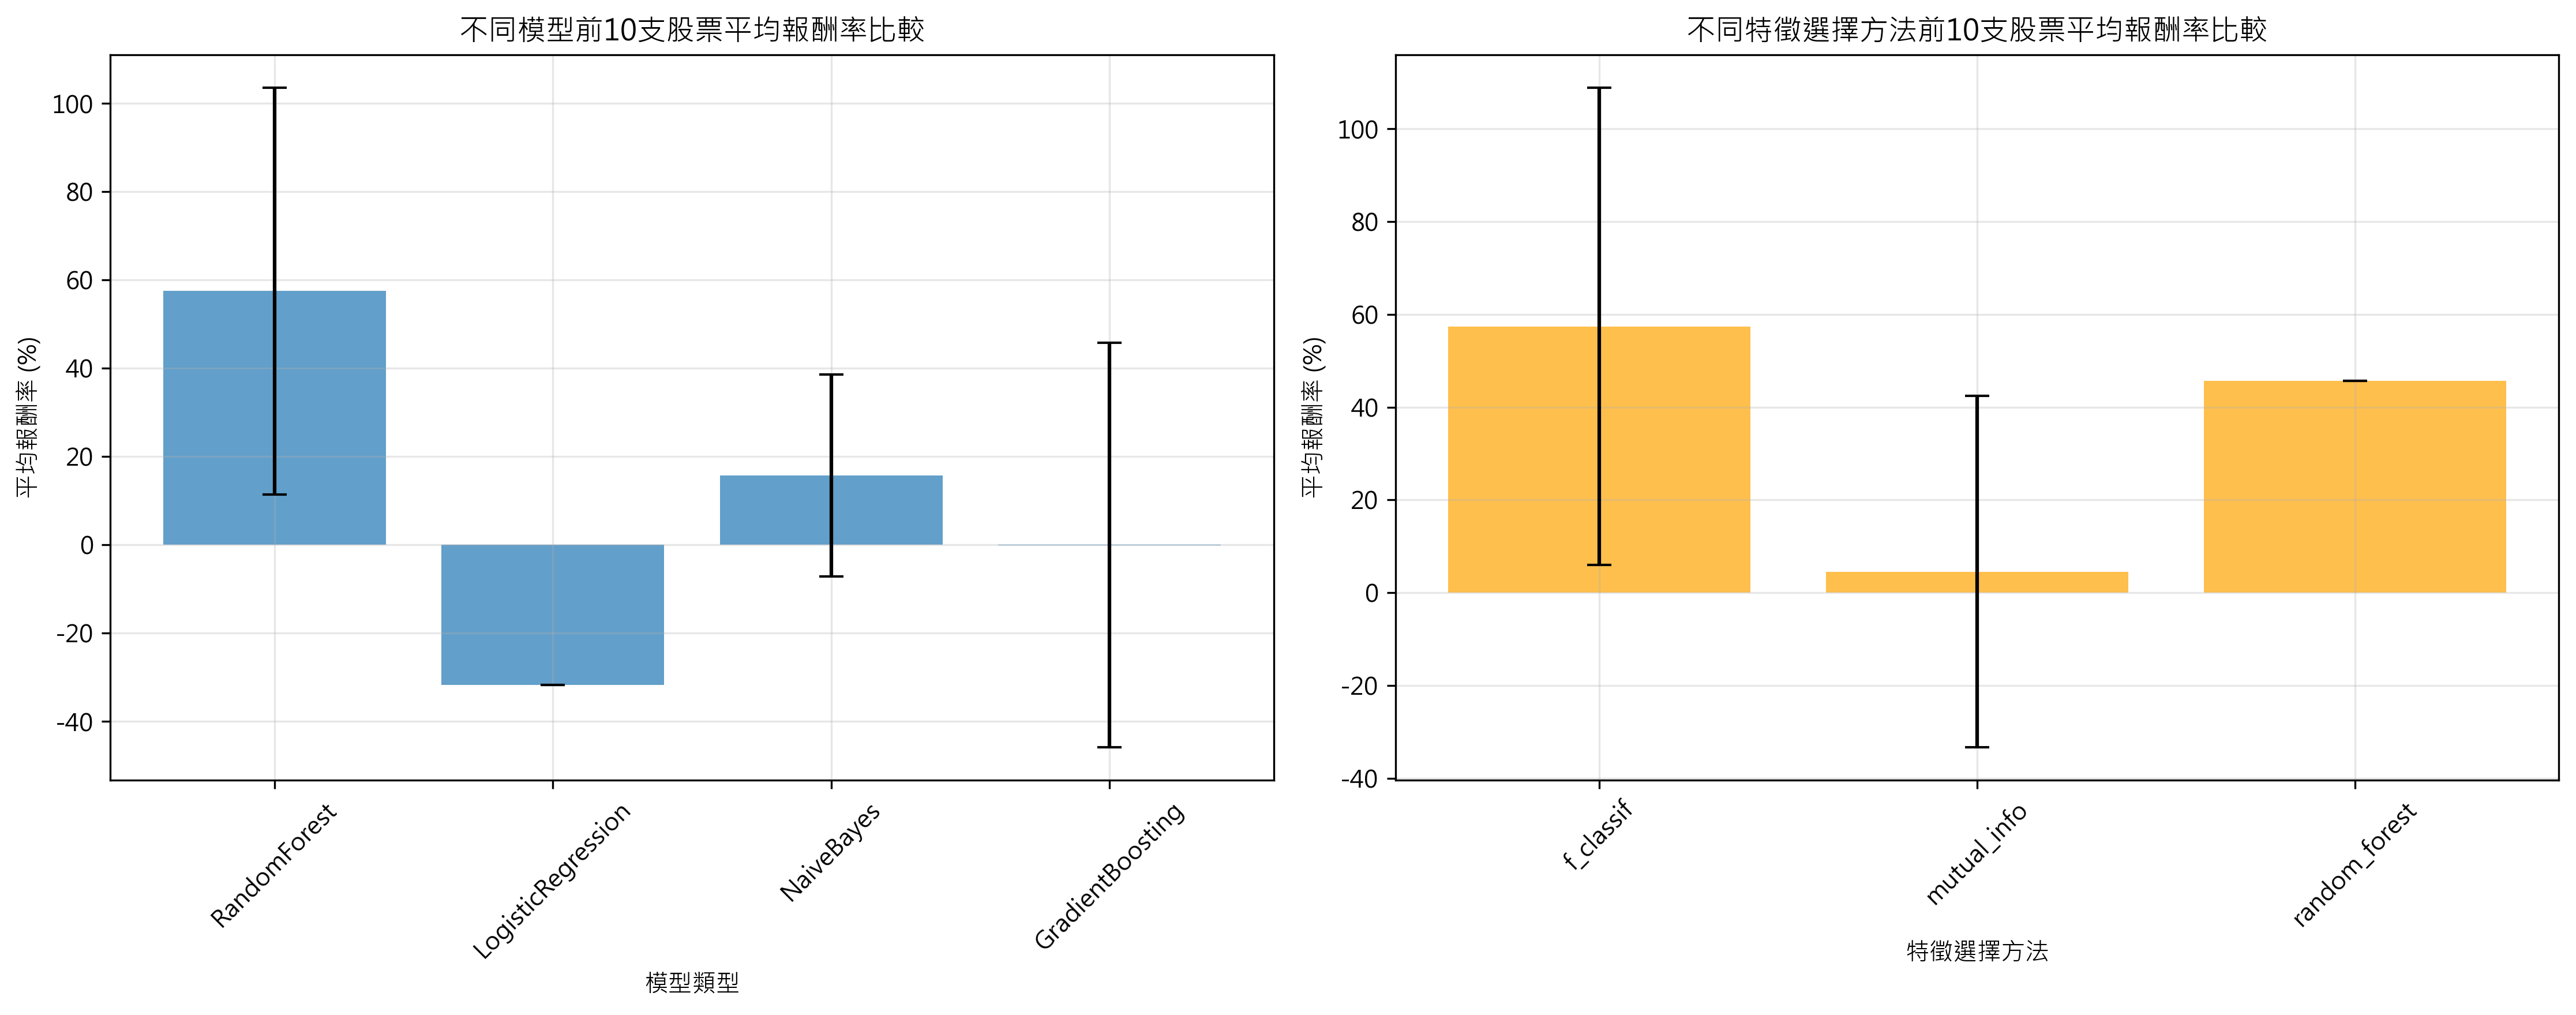 不同模型前10支股票平均報酬率比較
平均報酬率 (%)
100
80
60
40
20
0
-20
-40
RandomForest
LogisticRegression
NaiveBayes
GradientBoosting
模型類型
不同特徵選擇方法前10支股票平均報酬率比較
平均報酬率 (%)
100
80
60
40
20
0
-20
-40
f_classif
mutual_info
random_forest
特徵選擇方法